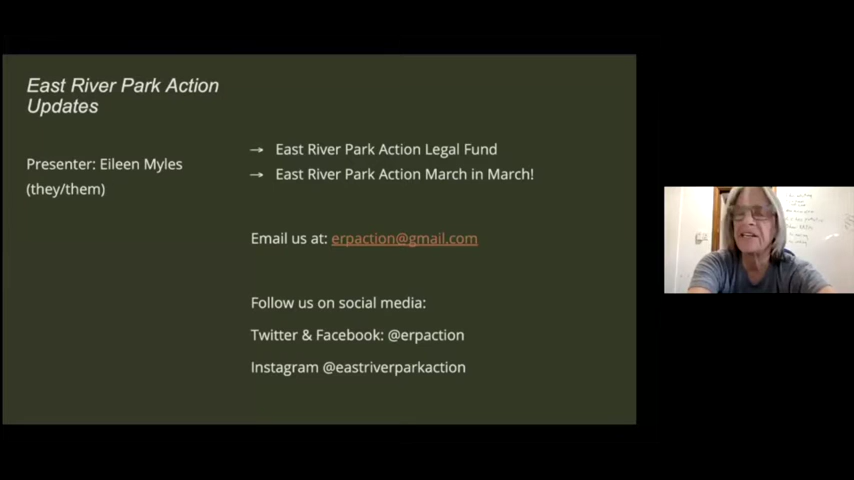 East River Park Action
Updates
Presenter: Eileen Myles
(they/them)
→ East River Park Action Legal Fund
→ East River Park Action March in March!
Email us at: erpaction@gmail.com
Follow us on social media:
Twitter & Facebook: @erpaction
Instagram @eastriverparkaction